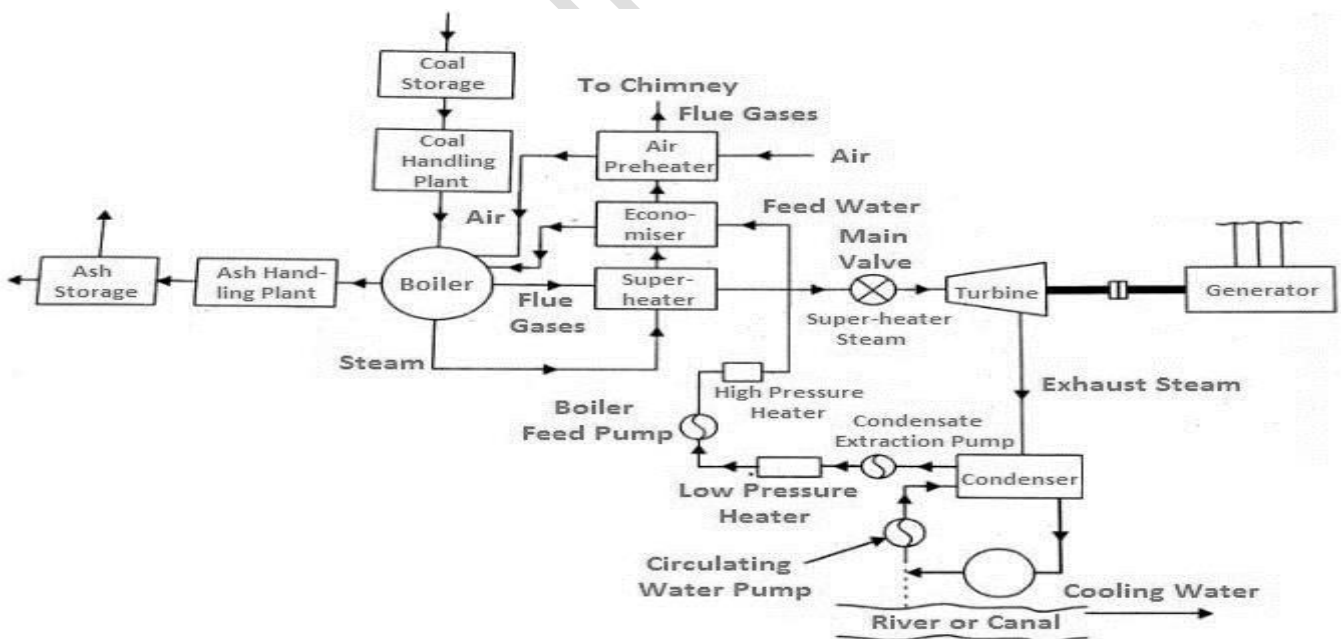 Coal
Storage
To Chimney
Flue Gases
Coal
Handling
Plant
Air
Preheater
Air
Air
Feed Water
Econo-
miser
Main
Valve
Ash
Storage
Ash Hand-
ling Plant
Boiler
Flue
Gases
Super-
heater
Turbine
Generator
Super-heater
Steam
Steam
Exhaust Steam
High Pressure
Heater
Boiler
Feed Pump
Condensate
Extraction Pump
Condenser
Low Pressure
Heater
Circulating
Water Pump
Cooling Water
River or Canal